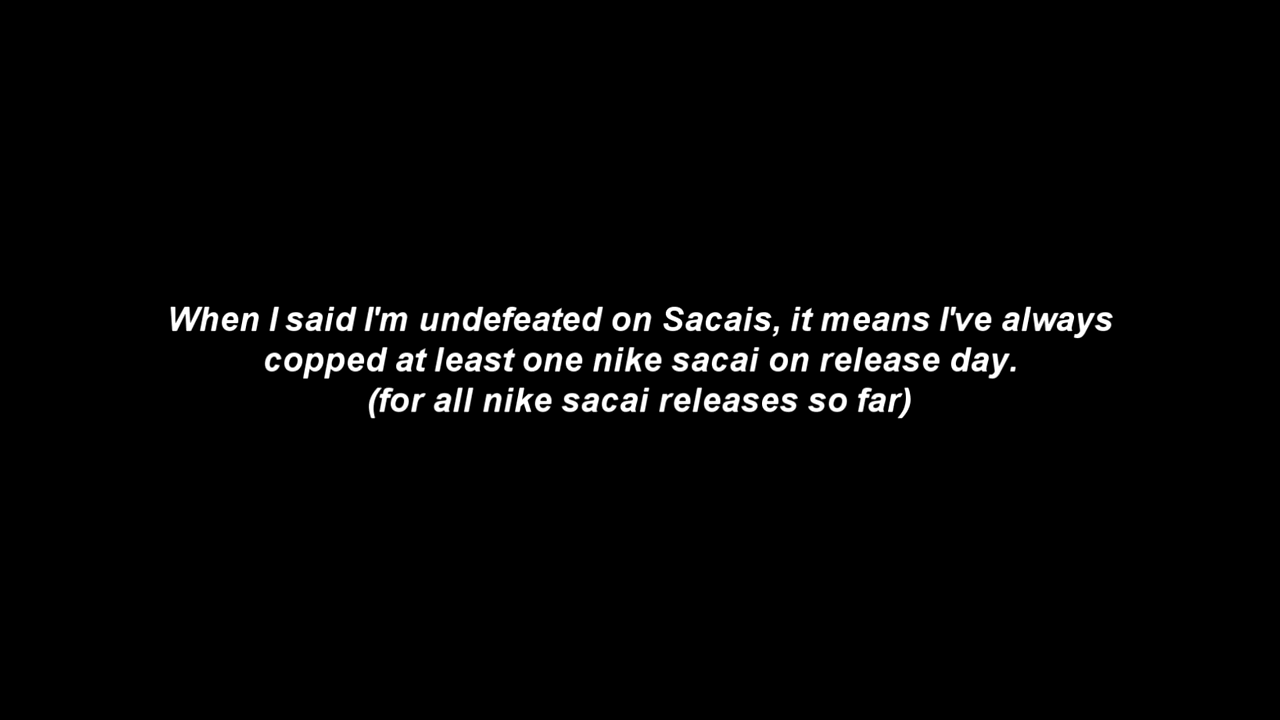 When I said I'm undefeated on Sacais, it means I've always
copped at least one nike sacai on release day.
(for all nike sacai releases so far)